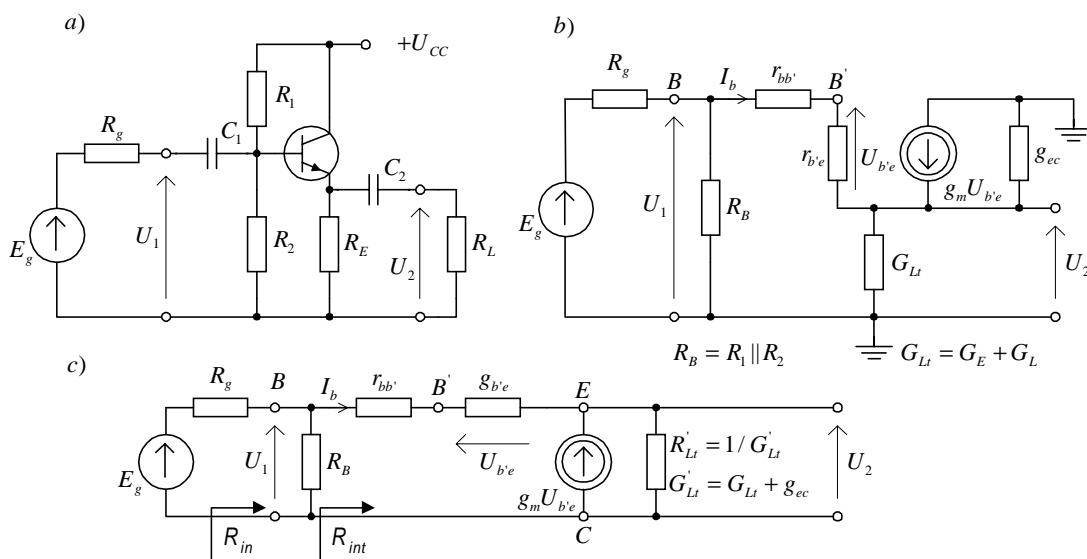 a)
+U_CC
R_1
R_g
C_1
C_2
E_g
U_1
R_2
R_E
U_2
R_L
b)
R_g
B
I_b
r_bb'
B'
r_b'e
U_b'e
g_m U_b'e
g_ec
E_g
U_1
R_B
G_Lt
U_2
R_B = R_1 || R_2
G_Lt = G_E + G_L
c)
R_g
B
I_b
r_bb'
B'
g_b'e
E
E_g
U_1
R_B
U_b'e
g_m U_b'e
R'_Lt = 1 / G'_Lt
G'_Lt = G_Lt + g_ec
U_2
C
R_in
R_int